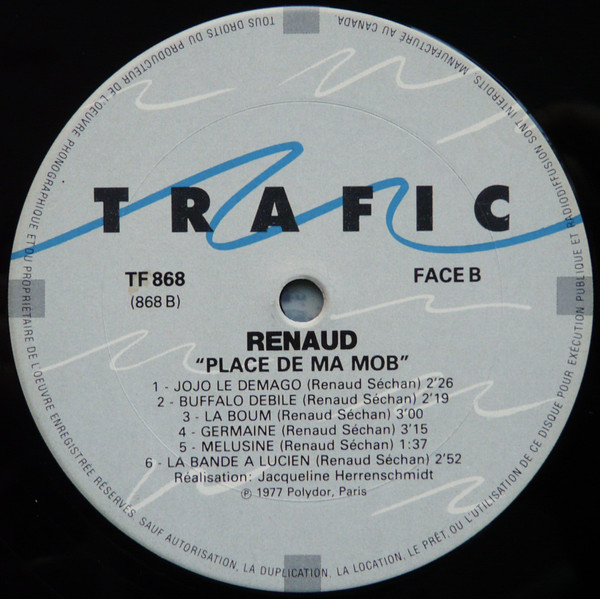 TRAFIC
TF 868
FACE B
(868 B)
RENAUD
"PLACE DE MA MOB"
1 - JOJO LE DEMAGO (Renaud Séchan) 2'26
2 - BUFFALO DEBILE (Renaud Séchan) 2'19
3 - LA BOUM (Renaud Séchan) 3'00
4 - GERMAINE (Renaud Séchan) 3'15
5 - MELUSINE (Renaud Séchan) 1:37
6 - LA BANDE A LUCIEN (Renaud Séchan) 2'52
Réalisation: Jacqueline Herrenschmidt
℗ 1977 Polydor, Paris
TOUS DROITS DU PRODUCTEUR DE L'OEUVRE PHONOGRAPHIQUE ET DU PROPRIÉTAIRE DE L'OEUVRE ENREGISTRÉE RÉSERVÉS. SAUF AUTORISATION, LA DUPLICATION, LA LOCATION, LE PRÊT, OU L'UTILISATION DE CE DISQUE POUR EXÉCUTION PUBLIQUE ET RADIODIFFUSION SONT INTERDITS. MANUFACTURÉ AU CANADA